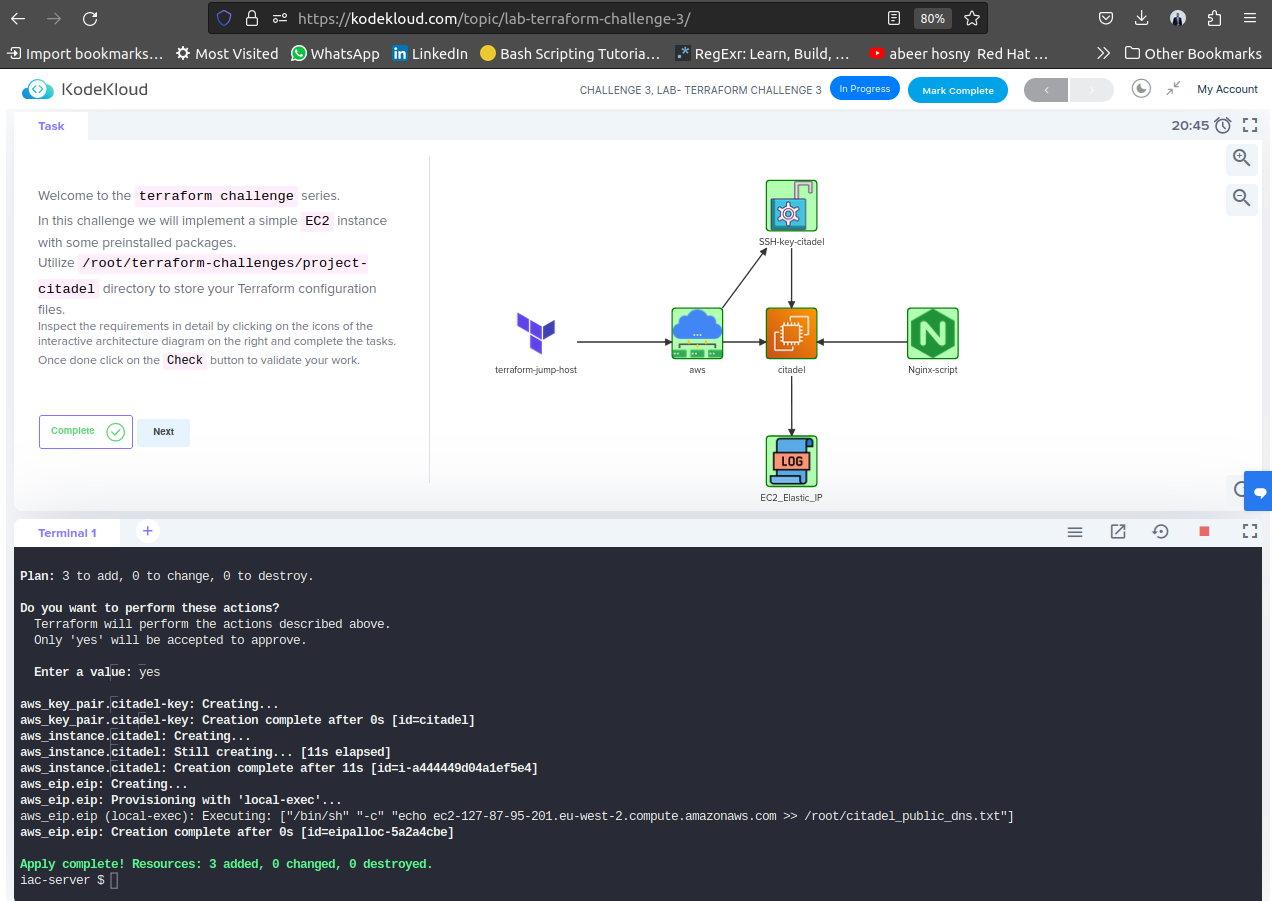 https://kodekloud.com/topic/lab-terraform-challenge-3/
80%
Import bookmarks…
Most Visited
WhatsApp
LinkedIn
Bash Scripting Tutoria…
RegExr: Learn, Build, …
abeer hosny Red Hat …
Other Bookmarks
KodeKloud
CHALLENGE 3, LAB- TERRAFORM CHALLENGE 3
In Progress
Mark Complete
My Account
Task
20:45
Welcome to the terraform challenge series.
In this challenge we will implement a simple EC2 instance
with some preinstalled packages.
Utilize /root/terraform-challenges/project-
citadel directory to store your Terraform configuration
files.
Inspect the requirements in detail by clicking on the icons of the
interactive architecture diagram on the right and complete the tasks.
Once done click on the Check button to validate your work.
Complete
Next
SSH-key-citadel
terraform-jump-host
aws
citadel
N
Nginx-script
LOG
EC2_Elastic_IP
Terminal 1
+
Plan: 3 to add, 0 to change, 0 to destroy.
Do you want to perform these actions?
Terraform will perform the actions described above.
Only 'yes' will be accepted to approve.
Enter a value: yes
aws_key_pair.citadel-key: Creating...
aws_key_pair.citadel-key: Creation complete after 0s [id=citadel]
aws_instance.citadel: Creating...
aws_instance.citadel: Still creating... [11s elapsed]
aws_instance.citadel: Creation complete after 11s [id=i-a444449d04a1ef5e4]
aws_eip.eip: Creating...
aws_eip.eip: Provisioning with 'local-exec'...
aws_eip.eip (local-exec): Executing: ["/bin/sh" "-c" "echo ec2-127-87-95-201.eu-west-2.compute.amazonaws.com >> /root/citadel_public_dns.txt"]
aws_eip.eip: Creation complete after 0s [id=eipalloc-5a2a4cbe]
Apply complete! Resources: 3 added, 0 changed, 0 destroyed.
iac-server $